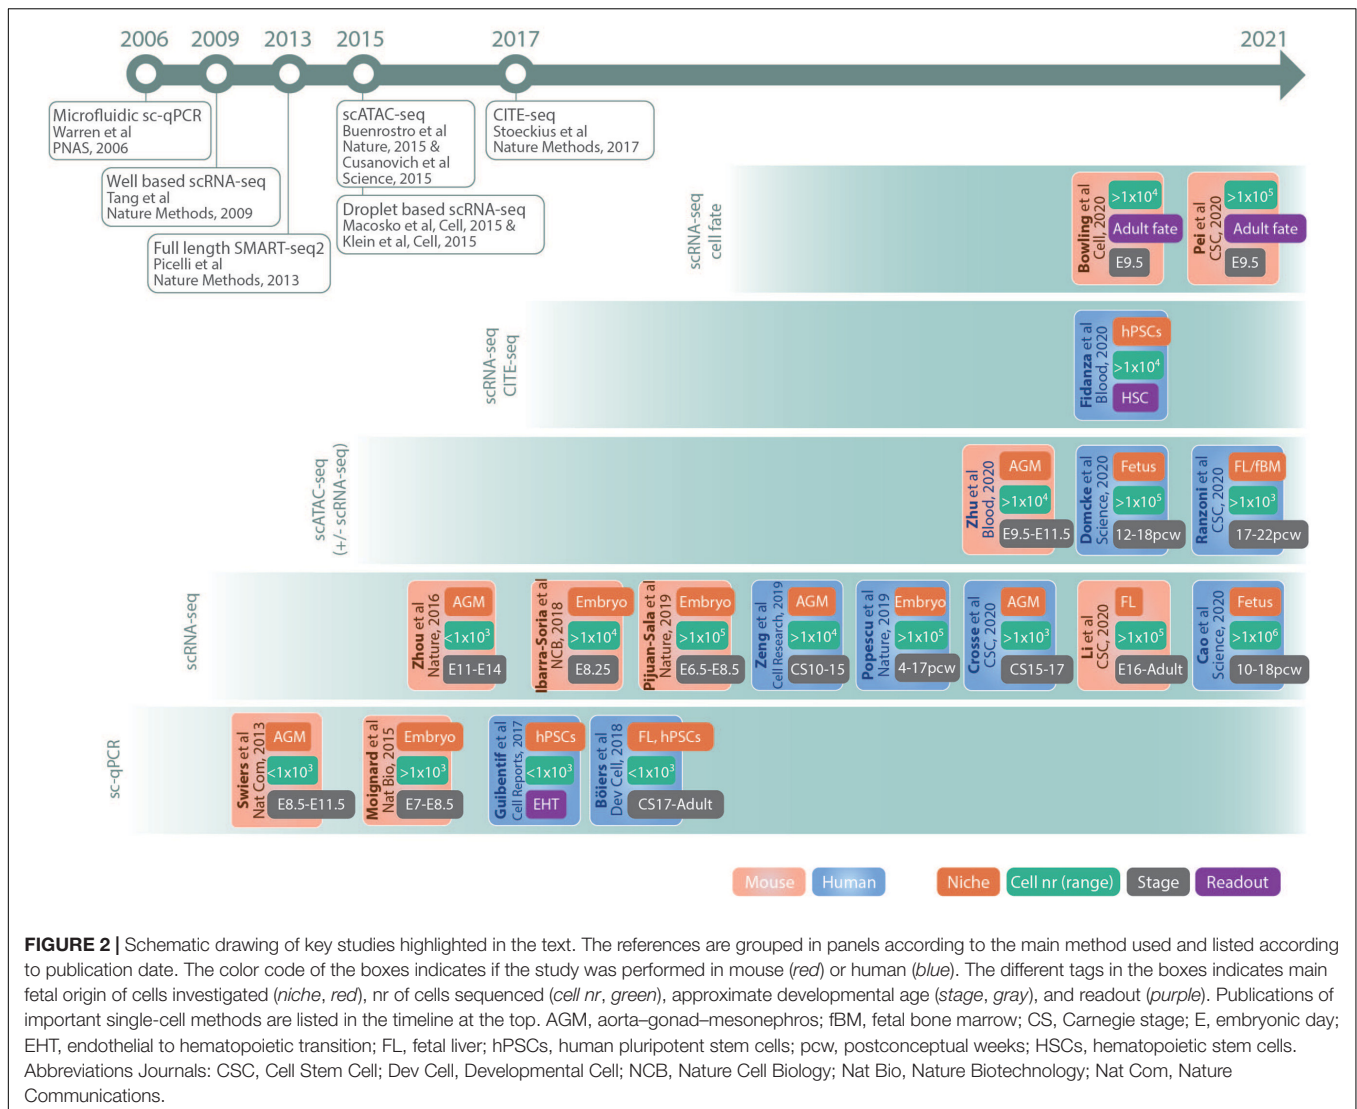 2006
2009
2013
2015
2017
2021
Microfluidic sc-qPCR
Warren et al
PNAS, 2006
Well based scRNA-seq
Tang et al
Nature Methods, 2009
Full length SMART-seq2
Picelli et al
Nature Methods, 2013
scATAC-seq
Buenrostro et al
Nature, 2015 &
Cusanovich et al
Science, 2015
Droplet based scRNA-seq
Macosko et al, Cell, 2015 &
Klein et al, Cell, 2015
CITE-seq
Stoeckius et al
Nature Methods, 2017
scRNA-seq
cell fate
Bowling et al
Cell, 2020
>1x10⁴
Adult fate
E9.5
Pei et al
CSC, 2020
>1x10⁵
Adult fate
E9.5
scRNA-seq
CITE-seq
Fidanza et al
Blood, 2020
hPSCs
>1x10⁴
HSC
scATAC-seq
(+/- scRNA-seq)
Zhu et al
Blood, 2020
AGM
>1x10⁴
E9.5-E11.5
Domcke et al
Science, 2020
Fetus
>1x10⁵
12-18pcw
Ranzoni et al
CSC, 2020
FL/fBM
>1x10³
17-22pcw
scRNA-seq
Zhou et al
Nature, 2016
AGM
<1x10³
E11-E14
Ibarra-Soria et al
NCB, 2018
Embryo
>1x10⁴
E8.25
Pijuan-Sala et al
Nature, 2019
Embryo
>1x10⁵
E6.5-E8.5
Zeng et al
Cell Research, 2019
AGM
>1x10⁴
CS10-15
Popescu et al
Nature, 2019
Embryo
>1x10⁵
4-17pcw
Crosse et al
CSC, 2020
AGM
>1x10³
CS15-17
Li et al
CSC, 2020
FL
>1x10⁵
E16-Adult
Cao et al
Science, 2020
Fetus
>1x10⁶
10-18pcw
sc-qPCR
Swiers et al
Nat Com, 2013
AGM
<1x10³
E8.5-E11.5
Moignard et al
Nat Bio, 2015
Embryo
>1x10³
E7-E8.5
Guibentif et al
Cell Reports, 2017
hPSCs
<1x10³
EHT
Böiers et al
Dev Cell, 2018
FL, hPSCs
<1x10³
CS17-Adult
Mouse
Human
Niche
Cell nr (range)
Stage
Readout
FIGURE 2 | Schematic drawing of key studies highlighted in the text. The references are grouped in panels according to the main method used and listed according
to publication date. The color code of the boxes indicates if the study was performed in mouse (red) or human (blue). The different tags in the boxes indicates main
fetal origin of cells investigated (niche, red), nr of cells sequenced (cell nr, green), approximate developmental age (stage, gray), and readout (purple). Publications of
important single-cell methods are listed in the timeline at the top. AGM, aorta–gonad–mesonephros; fBM, fetal bone marrow; CS, Carnegie stage; E, embryonic day;
EHT, endothelial to hematopoietic transition; FL, fetal liver; hPSCs, human pluripotent stem cells; pcw, postconceptual weeks; HSCs, hematopoietic stem cells.
Abbreviations Journals: CSC, Cell Stem Cell; Dev Cell, Developmental Cell; NCB, Nature Cell Biology; Nat Bio, Nature Biotechnology; Nat Com, Nature
Communications.